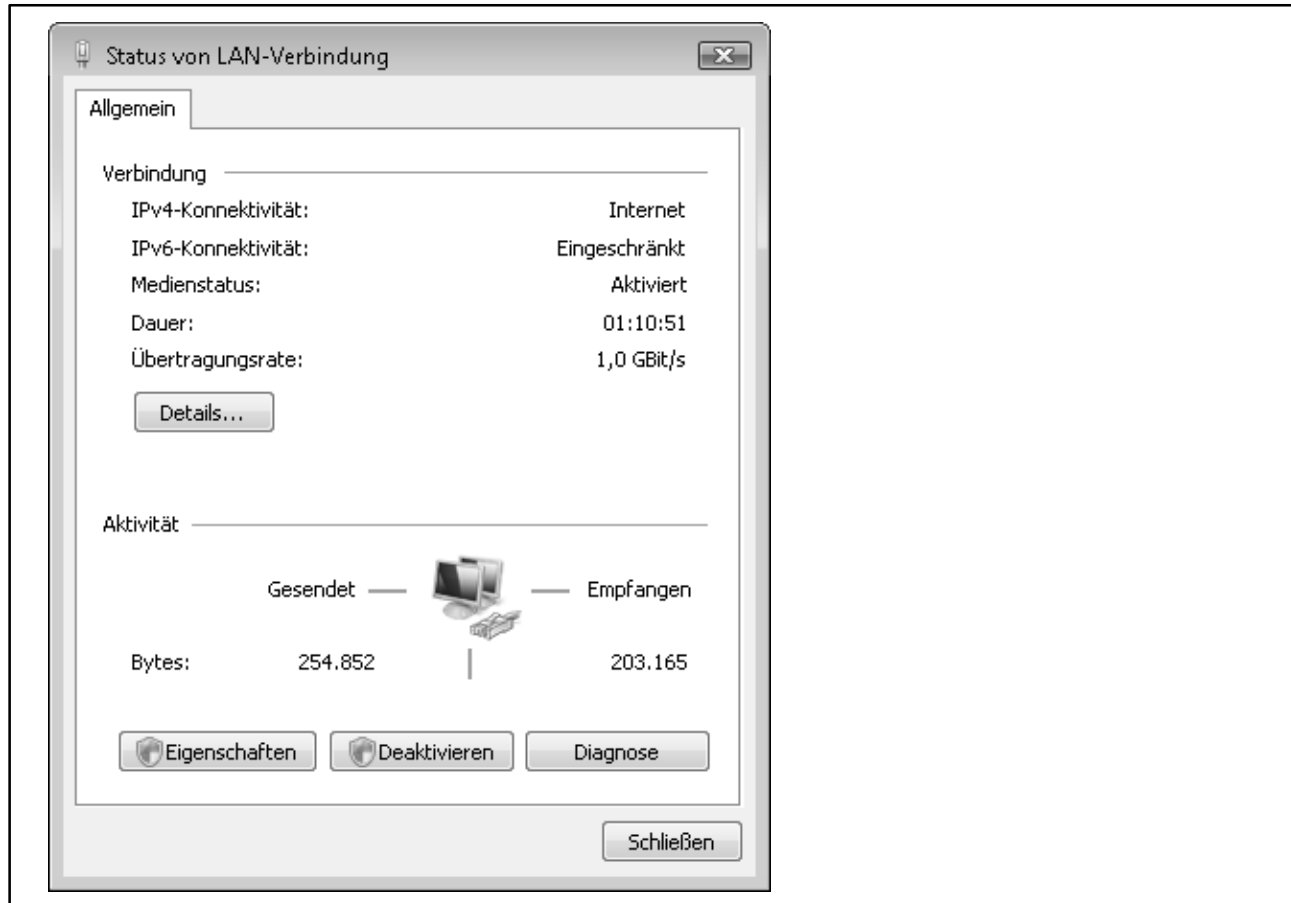 Status von LAN-Verbindung
Allgemein
Verbindung
IPv4-Konnektivität: Internet
IPv6-Konnektivität: Eingeschränkt
Medienstatus: Aktiviert
Dauer: 01:10:51
Übertragungsrate: 1,0 GBit/s
Details...
Aktivität
Gesendet Empfangen
Bytes: 254.852 203.165
Eigenschaften Deaktivieren Diagnose
Schließen